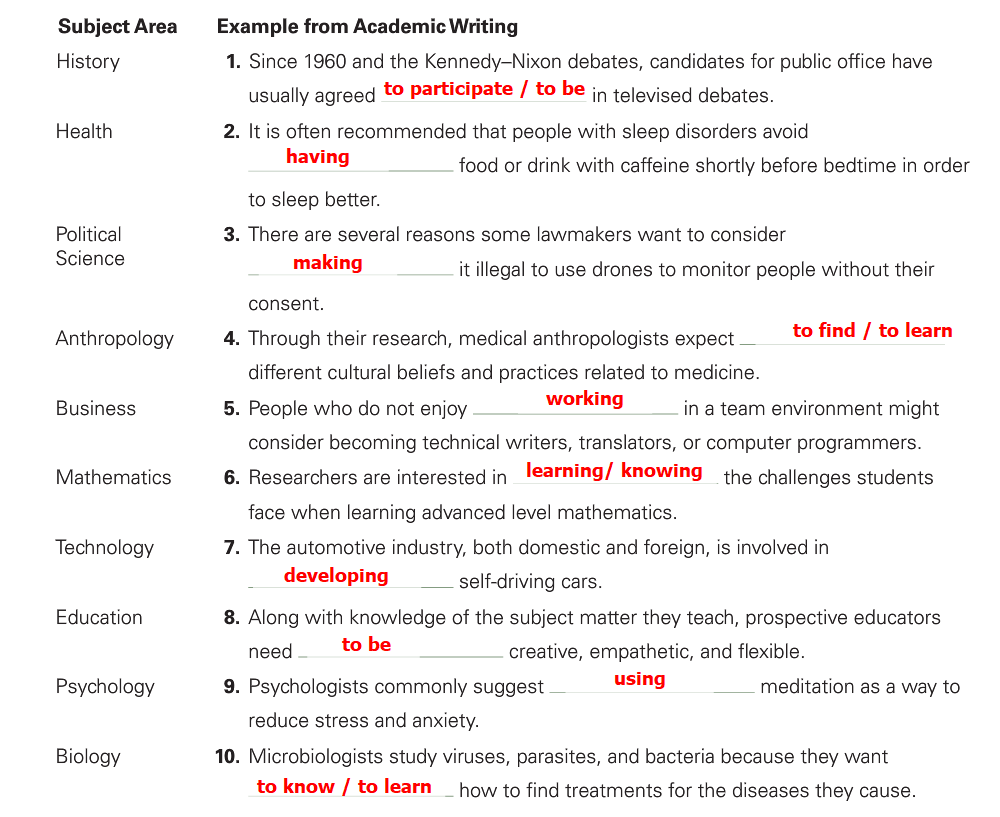 Subject Area Example from Academic Writing
History 1. Since 1960 and the Kennedy–Nixon debates, candidates for public office have
usually agreed to participate / to be in televised debates.
Health 2. It is often recommended that people with sleep disorders avoid
having food or drink with caffeine shortly before bedtime in order
to sleep better.
Political 3. There are several reasons some lawmakers want to consider
Science
making it illegal to use drones to monitor people without their
consent.
Anthropology 4. Through their research, medical anthropologists expect to find / to learn
different cultural beliefs and practices related to medicine.
Business 5. People who do not enjoy working in a team environment might
consider becoming technical writers, translators, or computer programmers.
Mathematics 6. Researchers are interested in learning/ knowing the challenges students
face when learning advanced level mathematics.
Technology 7. The automotive industry, both domestic and foreign, is involved in
developing self-driving cars.
Education 8. Along with knowledge of the subject matter they teach, prospective educators
need to be creative, empathetic, and flexible.
Psychology 9. Psychologists commonly suggest using meditation as a way to
reduce stress and anxiety.
Biology 10. Microbiologists study viruses, parasites, and bacteria because they want
to know / to learn how to find treatments for the diseases they cause.